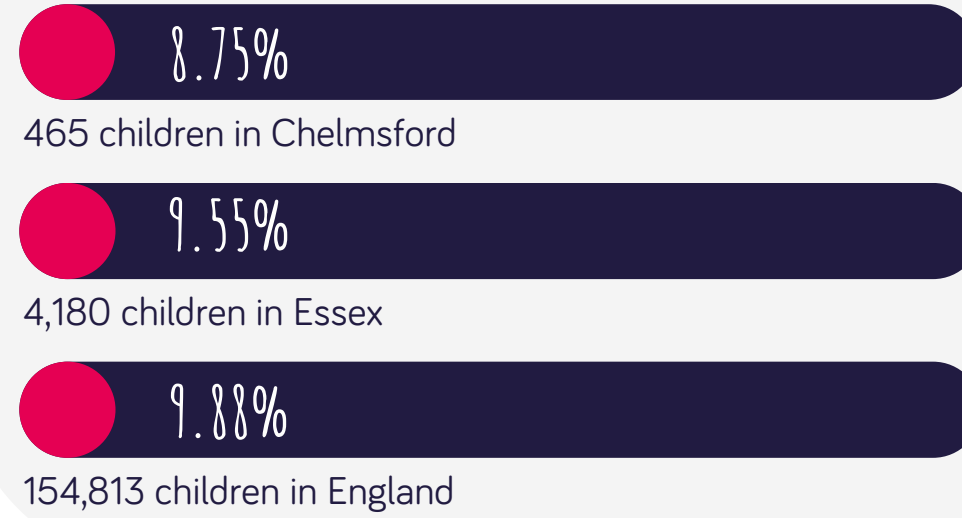 8.75%
465 children in Chelmsford
9.55%
4,180 children in Essex
9.88%
154,813 children in England